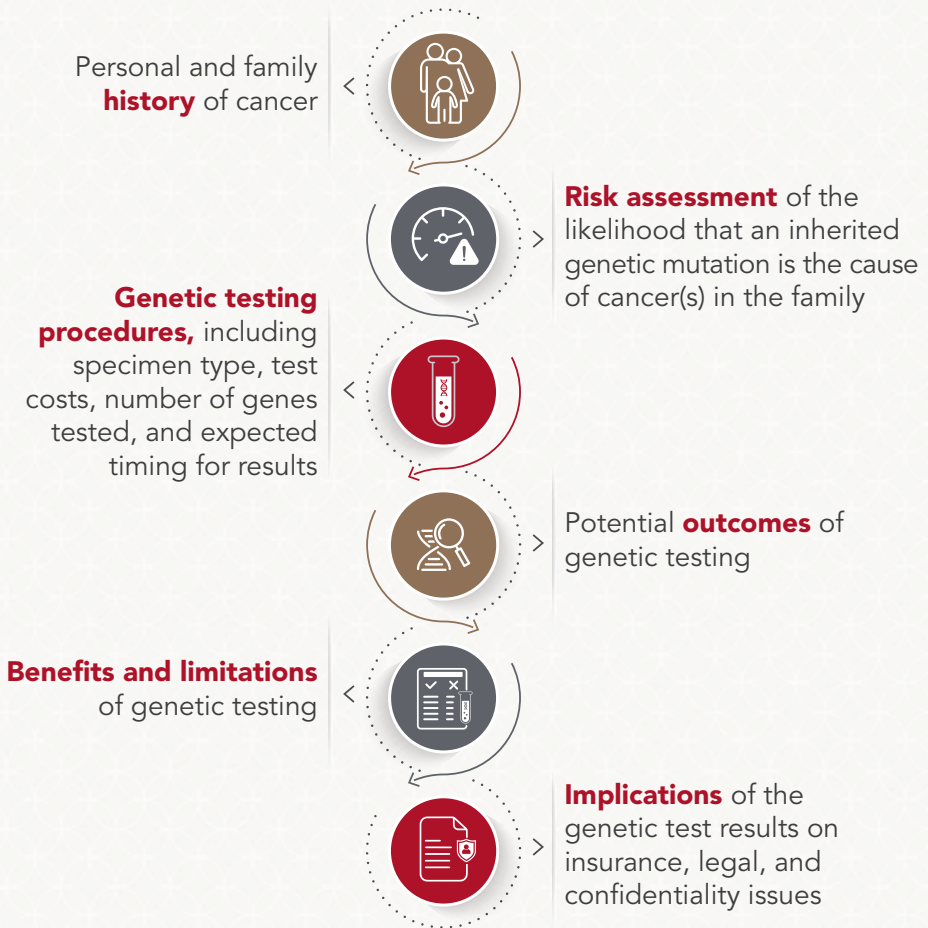 Personal and family
history of cancer
Risk assessment of the
likelihood that an inherited
genetic mutation is the cause
of cancer(s) in the family
Genetic testing
procedures, including
specimen type, test
costs, number of genes
tested, and expected
timing for results
Potential outcomes of
genetic testing
Benefits and limitations
of genetic testing
Implications of the
genetic test results on
insurance, legal, and
confidentiality issues